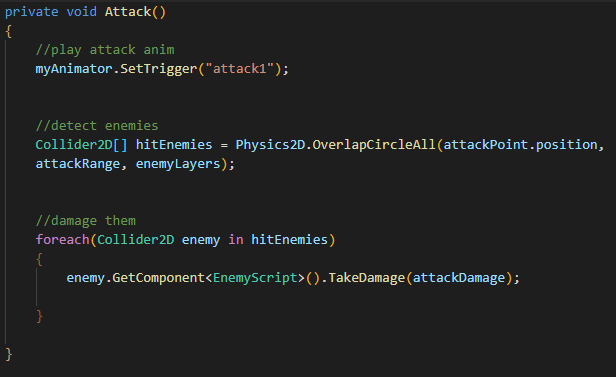 private void Attack()
{
//play attack anim
myAnimator.SetTrigger("attack1");
//detect enemies
Collider2D[] hitEnemies = Physics2D.OverlapCircleAll(attackPoint.position,
attackRange, enemyLayers);
//damage them
foreach(Collider2D enemy in hitEnemies)
{
enemy.GetComponent<EnemyScript>().TakeDamage(attackDamage);
}
}